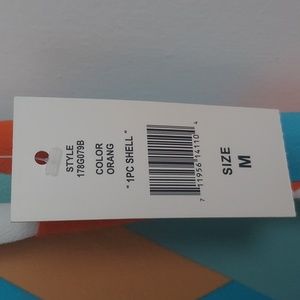 STYLE
178G079B
COLOR
ORANG
" 1PC SHELL "
7 11956 14110 4
SIZE
M